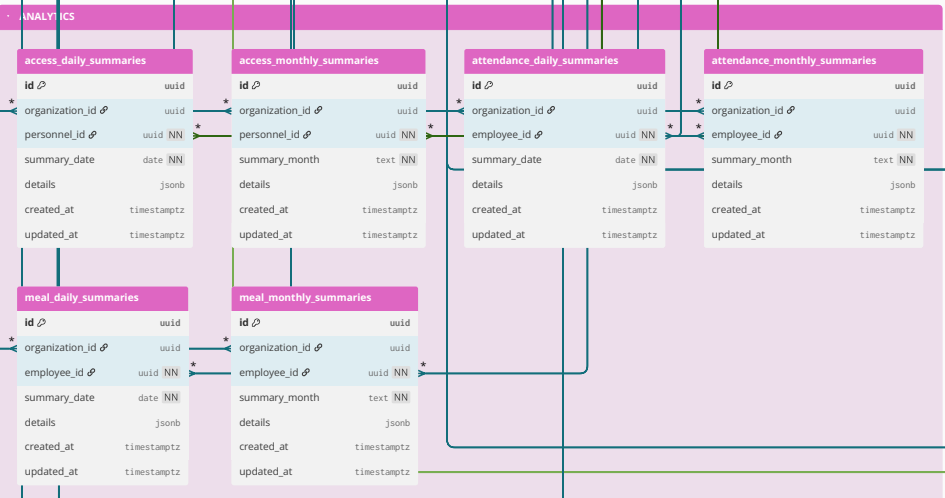 ANALYTICS
access_daily_summaries
id uuid
organization_id uuid
personnel_id uuid NN
summary_date date NN
details jsonb
created_at timestamptz
updated_at timestamptz
access_monthly_summaries
id uuid
organization_id uuid
personnel_id uuid NN
summary_month text NN
details jsonb
created_at timestamptz
updated_at timestamptz
attendance_daily_summaries
id uuid
organization_id uuid
employee_id uuid NN
summary_date date NN
details jsonb
created_at timestamptz
updated_at timestamptz
attendance_monthly_summaries
id uuid
organization_id uuid
employee_id uuid NN
summary_month text NN
details jsonb
created_at timestamptz
updated_at timestamptz
meal_daily_summaries
id uuid
organization_id uuid
employee_id uuid NN
summary_date date NN
details jsonb
created_at timestamptz
updated_at timestamptz
meal_monthly_summaries
id uuid
organization_id uuid
employee_id uuid NN
summary_month text NN
details jsonb
created_at timestamptz
updated_at timestamptz